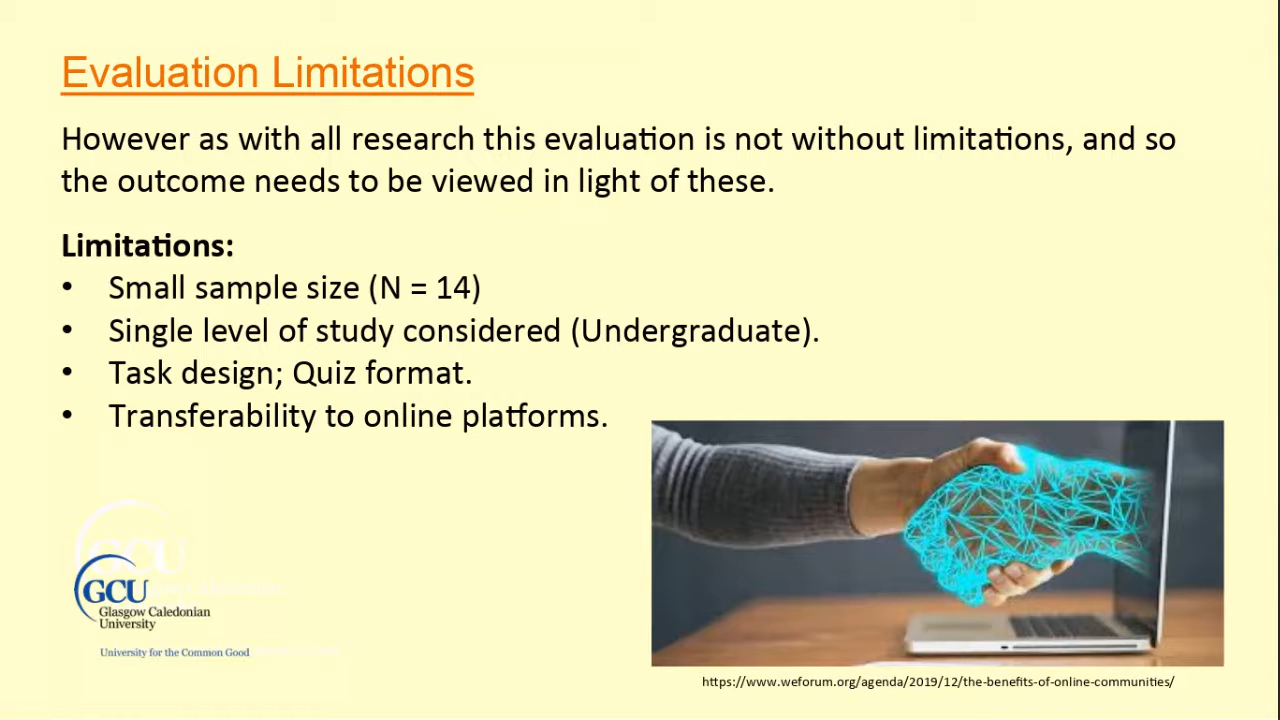 Evaluation Limitations
However as with all research this evaluation is not without limitations, and so
the outcome needs to be viewed in light of these.
Limitations:
• Small sample size (N = 14)
• Single level of study considered (Undergraduate).
• Task design; Quiz format.
• Transferability to online platforms.
GCU
GCU
Glasgow Caledonian
University
University for the Common Good
https://www.weforum.org/agenda/2019/12/the-benefits-of-online-communities/